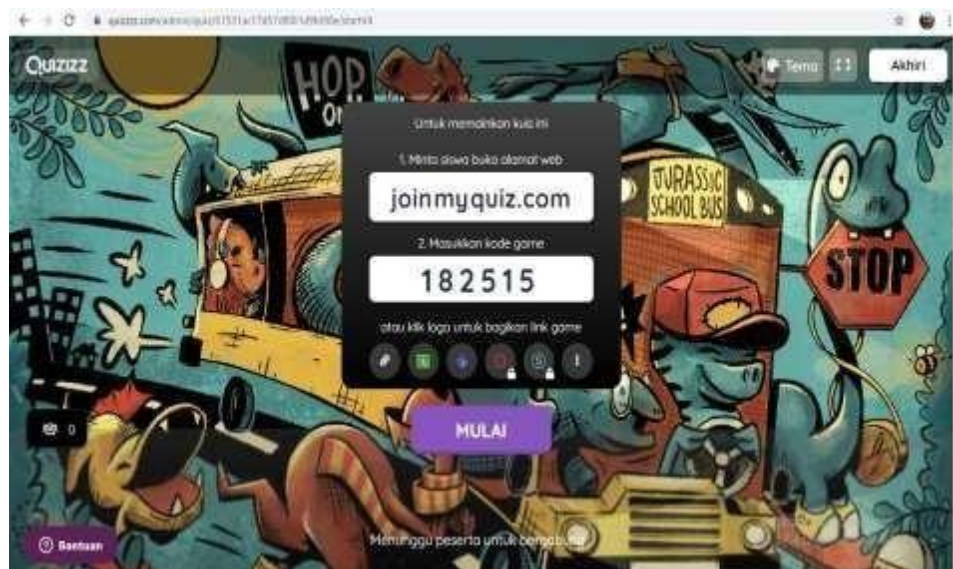 QUIZIZZ
Tema
Akhiri
HOP
JURASSIC
SCHOOL BUS
STOP
Untuk memainkan kuis ini
1. Minta siswa buka alamat web
joinmyquiz.com
2. Masukkan kode game
182515
atau klik logo untuk bagikan link game
0
MULAI
Bantuan
Menunggu peserta untuk bergabung